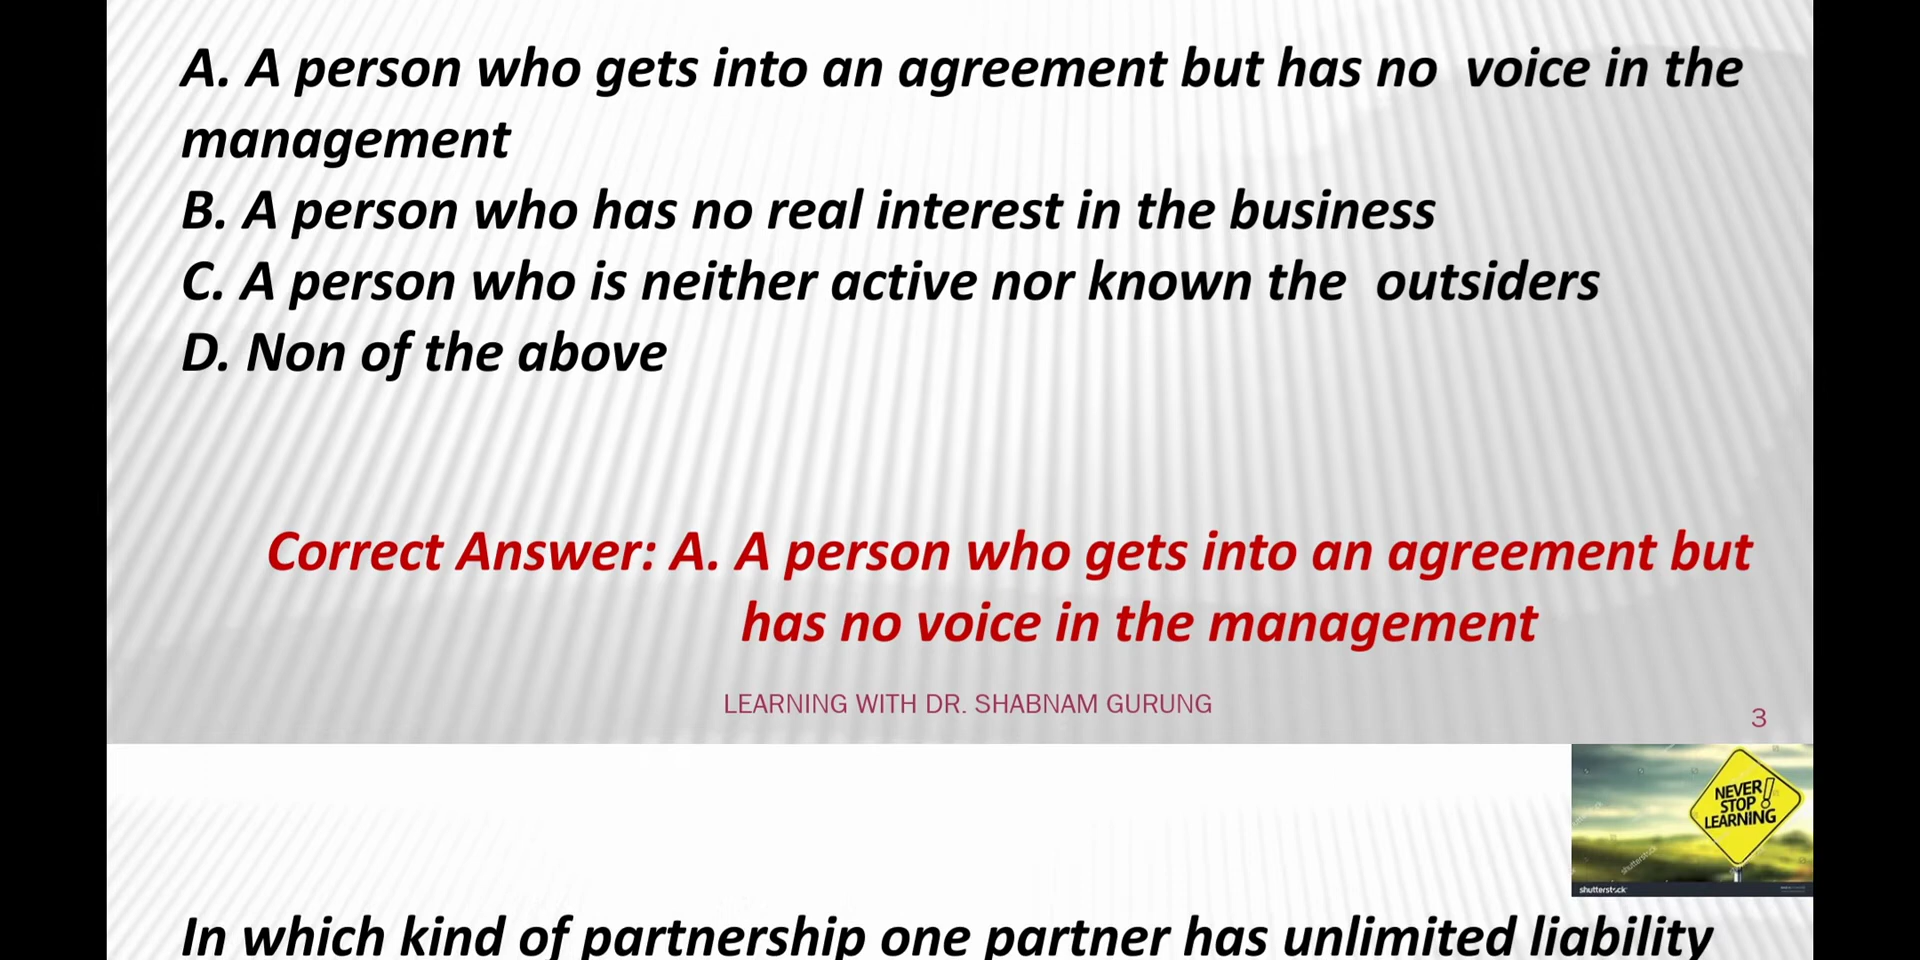 A. A person who gets into an agreement but has no voice in the
management
B. A person who has no real interest in the business
C. A person who is neither active nor known the outsiders
D. Non of the above
Correct Answer: A. A person who gets into an agreement but
has no voice in the management
LEARNING WITH DR. SHABNAM GURUNG
3
NEVER
STOP !
LEARNING
shutterstock
shutterstock
In which kind of partnership one partner has unlimited liability